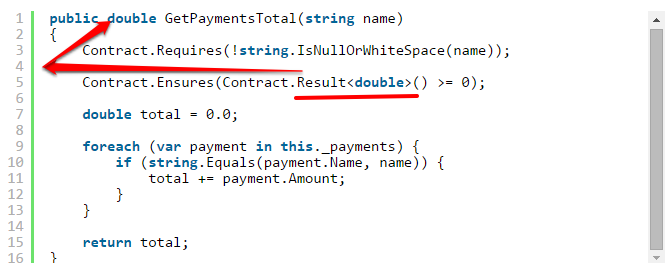 1 public double GetPaymentsTotal(string name)
2 {
3 Contract.Requires(!string.IsNullOrWhiteSpace(name));
4
5 Contract.Ensures(Contract.Result<double>() >= 0);
6
7 double total = 0.0;
8
9 foreach (var payment in this._payments) {
10 if (string.Equals(payment.Name, name)) {
11 total += payment.Amount;
12 }
13 }
14
15 return total;
16 }